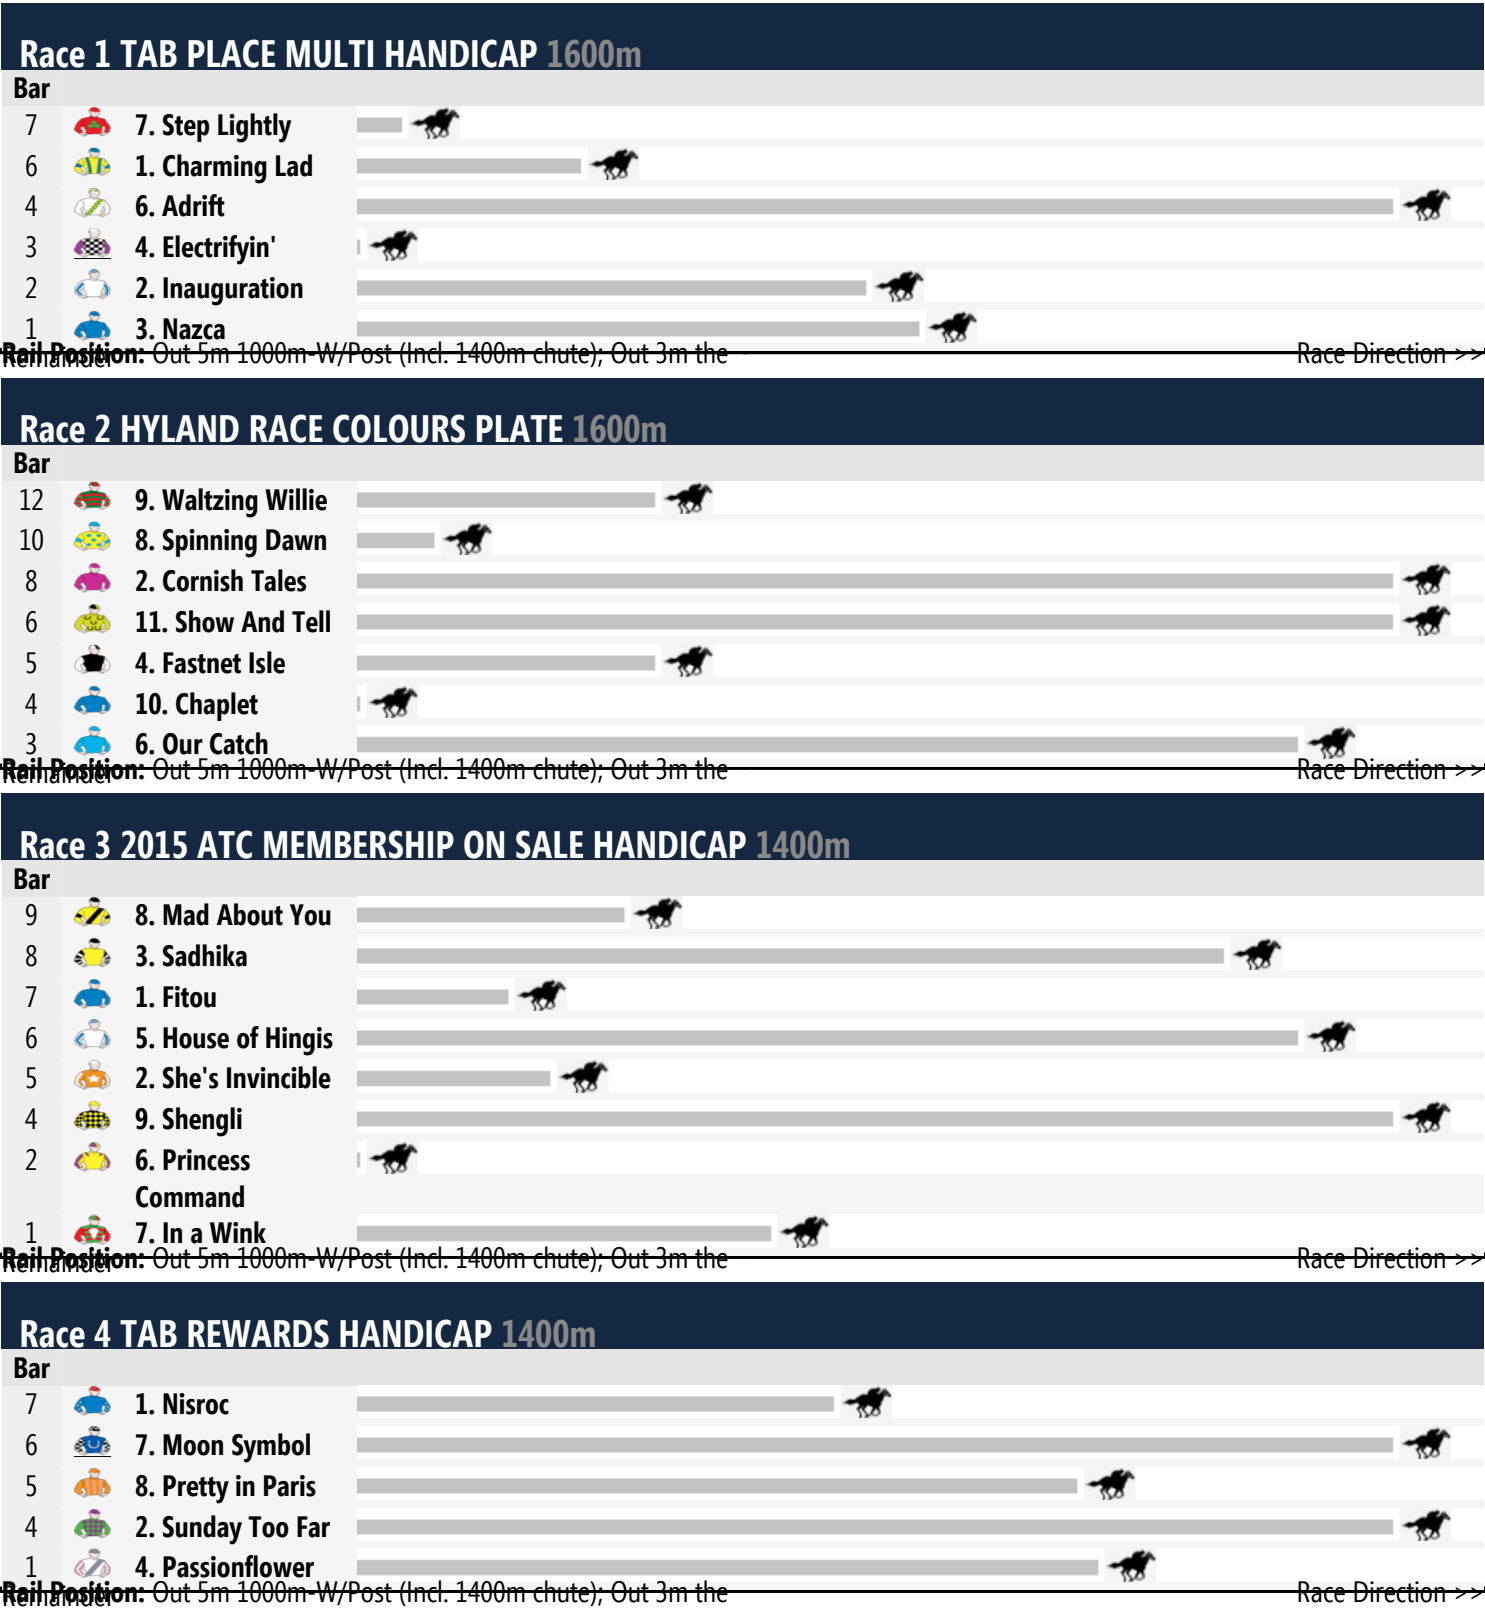 Race 1 TAB PLACE MULTI HANDICAP 1600m
Bar
7 7. Step Lightly
6 1. Charming Lad
4 6. Adrift
3 4. Electrifyin'
2 2. Inauguration
1 3. Nazca
Rail Position: Out 5m 1000m-W/Post (Incl. 1400m chute); Out 3m the Race Direction >>
Remainder
Race 2 HYLAND RACE COLOURS PLATE 1600m
Bar
12 9. Waltzing Willie
10 8. Spinning Dawn
8 2. Cornish Tales
6 11. Show And Tell
5 4. Fastnet Isle
4 10. Chaplet
3 6. Our Catch
Rail Position: Out 5m 1000m-W/Post (Incl. 1400m chute); Out 3m the Race Direction >>
Remainder
Race 3 2015 ATC MEMBERSHIP ON SALE HANDICAP 1400m
Bar
9 8. Mad About You
8 3. Sadhika
7 1. Fitou
6 5. House of Hingis
5 2. She's Invincible
4 9. Shengli
2 6. Princess
Command
1 7. In a Wink
Rail Position: Out 5m 1000m-W/Post (Incl. 1400m chute); Out 3m the Race Direction >>
Remainder
Race 4 TAB REWARDS HANDICAP 1400m
Bar
7 1. Nisroc
6 7. Moon Symbol
5 8. Pretty in Paris
4 2. Sunday Too Far
1 4. Passionflower
Rail Position: Out 5m 1000m-W/Post (Incl. 1400m chute); Out 3m the Race Direction >>
Remainder